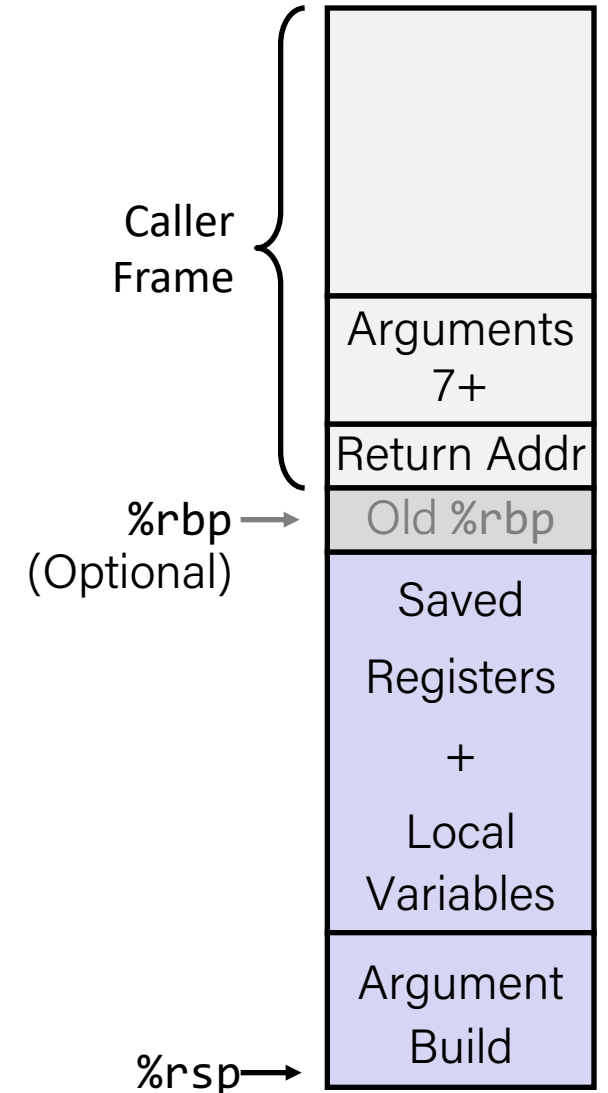 Caller
Frame
Arguments
7+
Return Addr
%rbp
(Optional)
Old %rbp
Saved
Registers
+
Local
Variables
Argument
Build
%rsp